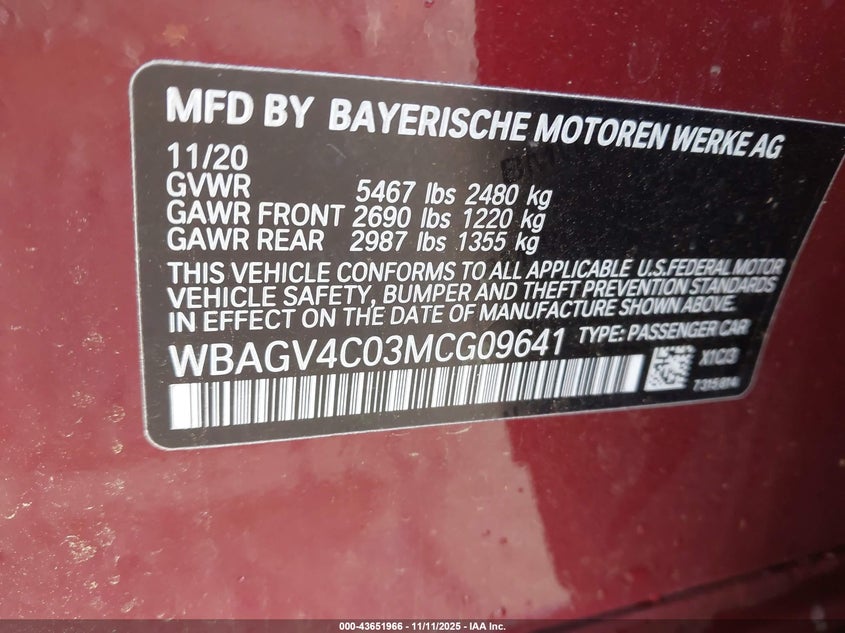 MFD BY BAYERISCHE MOTOREN WERKE AG
11/20
GVWR 5467 lbs 2480 kg
GAWR FRONT 2690 lbs 1220 kg
GAWR REAR 2987 lbs 1355 kg
THIS VEHICLE CONFORMS TO ALL APPLICABLE U.S.FEDERAL MOTOR
VEHICLE SAFETY, BUMPER AND THEFT PREVENTION STANDARDS
IN EFFECT ON THE DATE OF MANUFACTURE SHOWN ABOVE.
WBAGV4C03MCG09641 TYPE: PASSENGER CAR
X1C/3
7315814
000-43651966 - 11/11/2025 - IAA Inc.